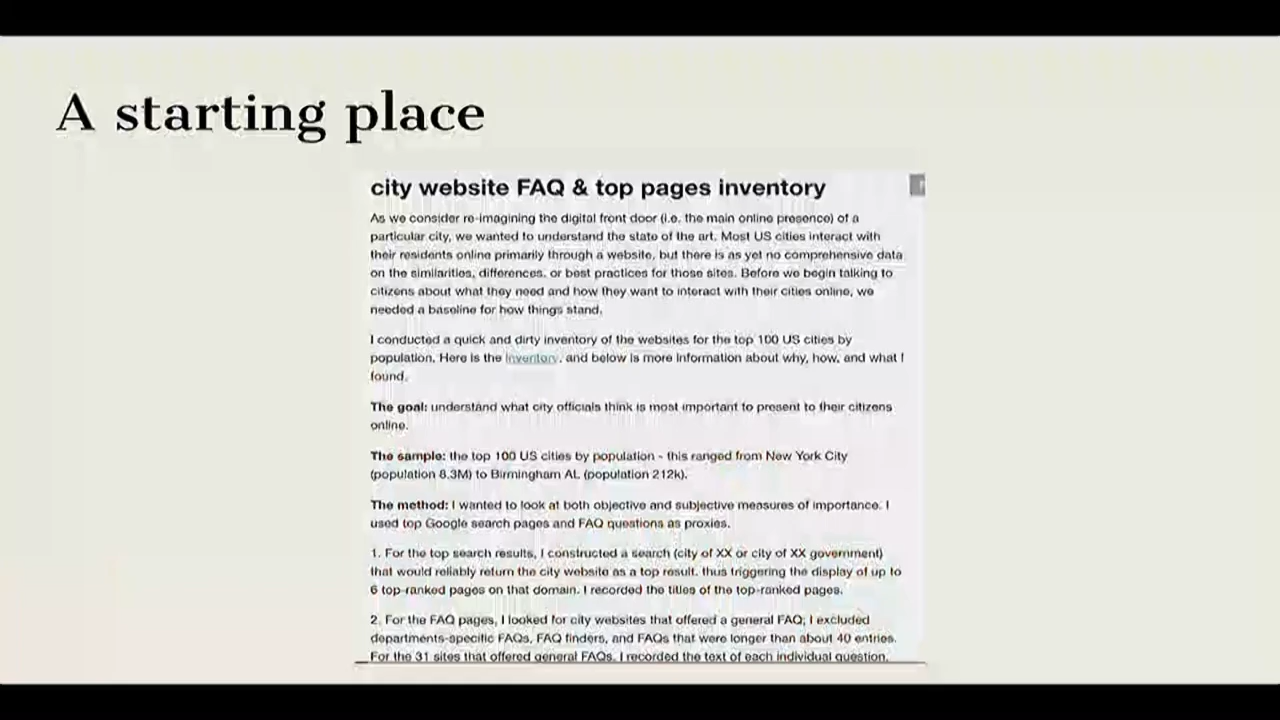 A starting place
city website FAQ & top pages inventory
As we consider re-imagining the digital front door (i.e. the main online presence) of a
particular city, we wanted to understand the state of the art. Most US cities interact with
their residents online primarily through a website, but there is as yet no comprehensive data
on the similarities, differences, or best practices for those sites. Before we begin talking to
citizens about what they need and how they want to interact with their cities online, we
needed a baseline for how things stand.
I conducted a quick and dirty inventory of the websites for the top 100 US cities by
population. Here is the inventory, and below is more information about why, how, and what I
found.
The goal: understand what city officials think is most important to present to their citizens
online.
The sample: the top 100 US cities by population - this ranged from New York City
(population 8.3M) to Birmingham AL (population 212k).
The method: I wanted to look at both objective and subjective measures of importance. I
used top Google search pages and FAQ questions as proxies.
1. For the top search results, I constructed a search (city of XX or city of XX government)
that would reliably return the city website as a top result, thus triggering the display of up to
6 top-ranked pages on that domain. I recorded the titles of the top-ranked pages.
2. For the FAQ pages, I looked for city websites that offered a general FAQ; I excluded
departments-specific FAQs, FAQ finders, and FAQs that were longer than about 40 entries.
For the 31 sites that offered general FAQs, I recorded the text of each individual question.